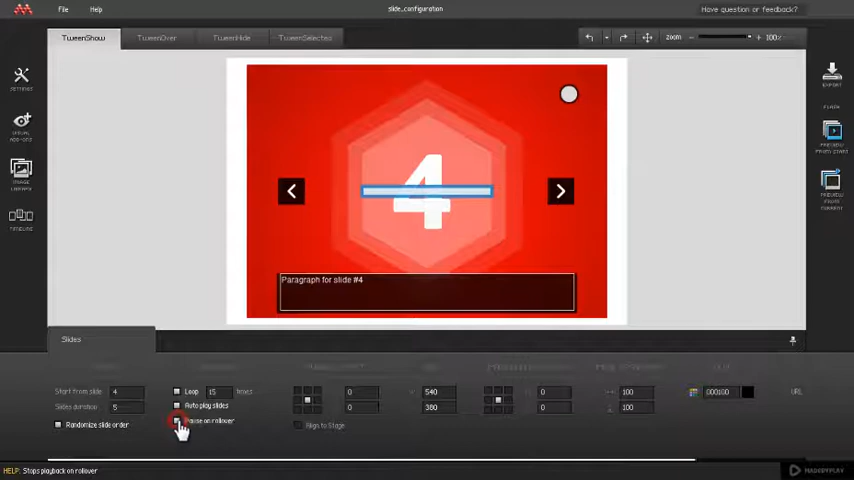 File Help slide_configuration Have question or feedback?
TweenShow TweenOver TweenHide TweenSelected zoom 100%
SETTINGS
EXPORT
FLASH
VISUAL ADD-ONS
PREVIEW FROM START
IMAGE LIBRARY
PREVIEW FROM CURRENT
TIMELINE
4
Paragraph for slide #4
Slides
Start from slide 4 Loop 15 times 0 540 0 100 000100 URL
Slides duration 5 Auto play slides 0 380 0 100
Randomize slide order Pause on rollover Align to Stage
HELP: Stops playback on rollover